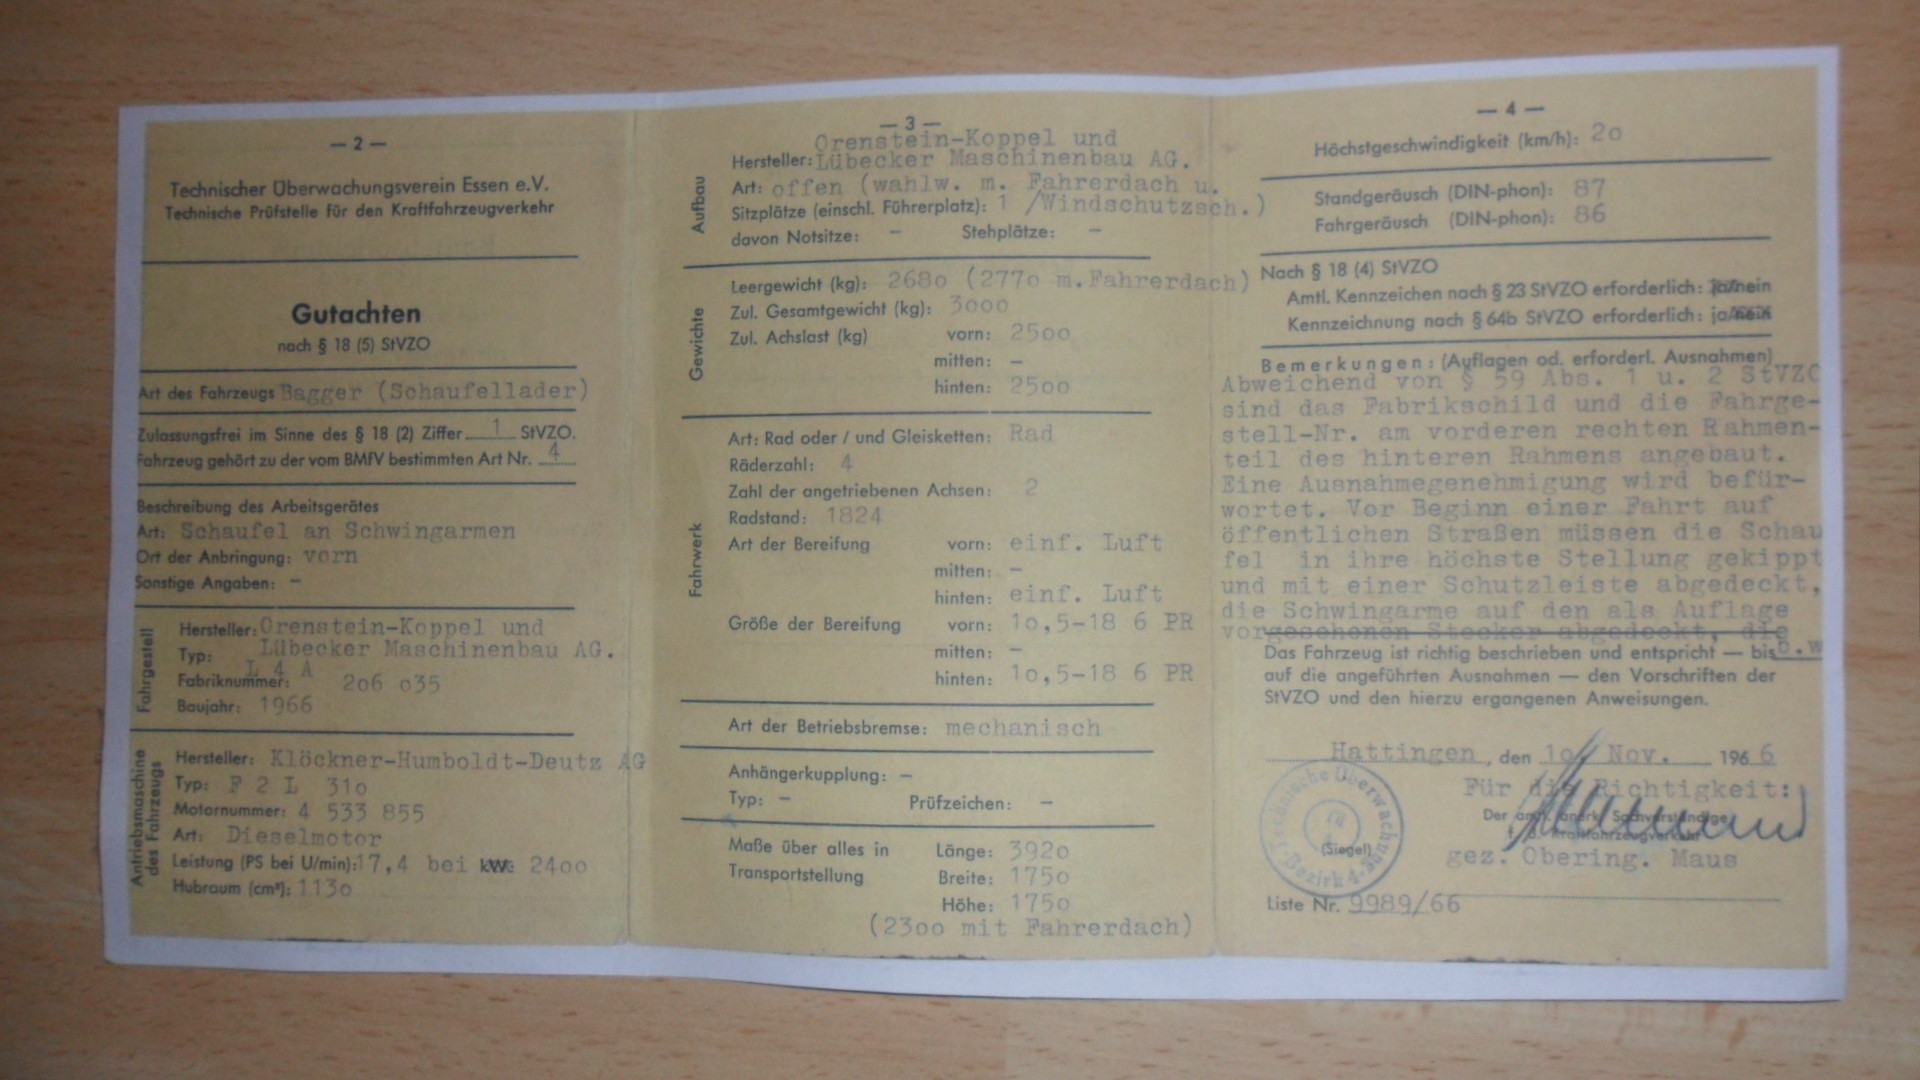 — 2 —
Technischer Überwachungsverein Essen e.V.
Technische Prüfstelle für den Kraftfahrzeugverkehr
Gutachten
nach § 18 (5) StVZO
Art des Fahrzeugs Bagger (Schaufellader)
Zulassungsfrei im Sinne des § 18 (2) Ziffer 1 StVZO.
Fahrzeug gehört zu der vom BMfV bestimmten Art Nr. 4
Beschreibung des Arbeitsgerätes
Art: Schaufel an Schwingarmen
Ort der Anbringung: vorn
Sonstige Angaben: –
Fahrgestell
Hersteller: Orenstein-Koppel und
Lübecker Maschinenbau AG.
Typ: L 4 A
Fabriknummer: 206 035
Baujahr: 1966
Antriebsmaschine
des Fahrzeugs
Hersteller: Klöckner-Humboldt-Deutz AG
Typ: F 2 L 310
Motornummer: 4 533 855
Art: Dieselmotor
Leistung (PS bei U/min): 17,4 bei 2400
Hubraum (cm³): 1130
— 3 —
Aufbau
Orenstein-Koppel und
Hersteller: Lübecker Maschinenbau AG.
Art: offen (wahlw. m. Fahrerdach u.
Sitzplätze (einschl. Führerplatz): 1 /Windschutzsch.)
davon Notsitze: – Stehplätze: –
Gewichte
Leergewicht (kg): 2680 (2770 m.Fahrerdach)
Zul. Gesamtgewicht (kg): 3000
Zul. Achslast (kg) vorn: 2500
mitten: –
hinten: 2500
Fahrwerk
Art: Rad oder / und Gleisketten: Rad
Räderzahl: 4
Zahl der angetriebenen Achsen: 2
Radstand: 1824
Art der Bereifung vorn: einf. Luft
mitten: –
hinten: einf. Luft
Größe der Bereifung vorn: 10,5-18 6 PR
mitten: –
hinten: 10,5-18 6 PR
Art der Betriebsbremse: mechanisch
Anhängerkupplung: –
Typ: – Prüfzeichen: –
Maße über alles in Länge: 3920
Transportstellung Breite: 1750
Höhe: 1750
(2300 mit Fahrerdach)
— 4 —
Höchstgeschwindigkeit (km/h): 20
Standgeräusch (DIN-phon): 87
Fahrgeräusch (DIN-phon): 86
Nach § 18 (4) StVZO
Amtl. Kennzeichen nach § 23 StVZO erforderlich: ja/nein
Kennzeichnung nach § 64b StVZO erforderlich: ja/nein
Bemerkungen: (Auflagen od. erforderl. Ausnahmen)
Abweichend von § 59 Abs. 1 u. 2 StVZO
sind das Fabrikschild und die Fahrge-
stell-Nr. am vorderen rechten Rahmen-
teil des hinteren Rahmens angebaut.
Eine Ausnahmegenehmigung wird befür-
wortet. Vor Beginn einer Fahrt auf
öffentlichen Straßen müssen die Schau
fel in ihre höchste Stellung gekippt
und mit einer Schutzleiste abgedeckt,
die Schwingarme auf den als Auflage
vorgesehenen Stecker abgedeckt, die
b.w
Das Fahrzeug ist richtig beschrieben und entspricht — bis
auf die angeführten Ausnahmen — den Vorschriften der
StVZO und den hierzu ergangenen Anweisungen.
Hattingen, den 10. Nov. 1966
Für die Richtigkeit:
Der amtl. anerk. Sachverständige
f. d. Kraftfahrzeugverkehr
(Siegel)
gez. Obering. Maus
Liste Nr. 9989/66